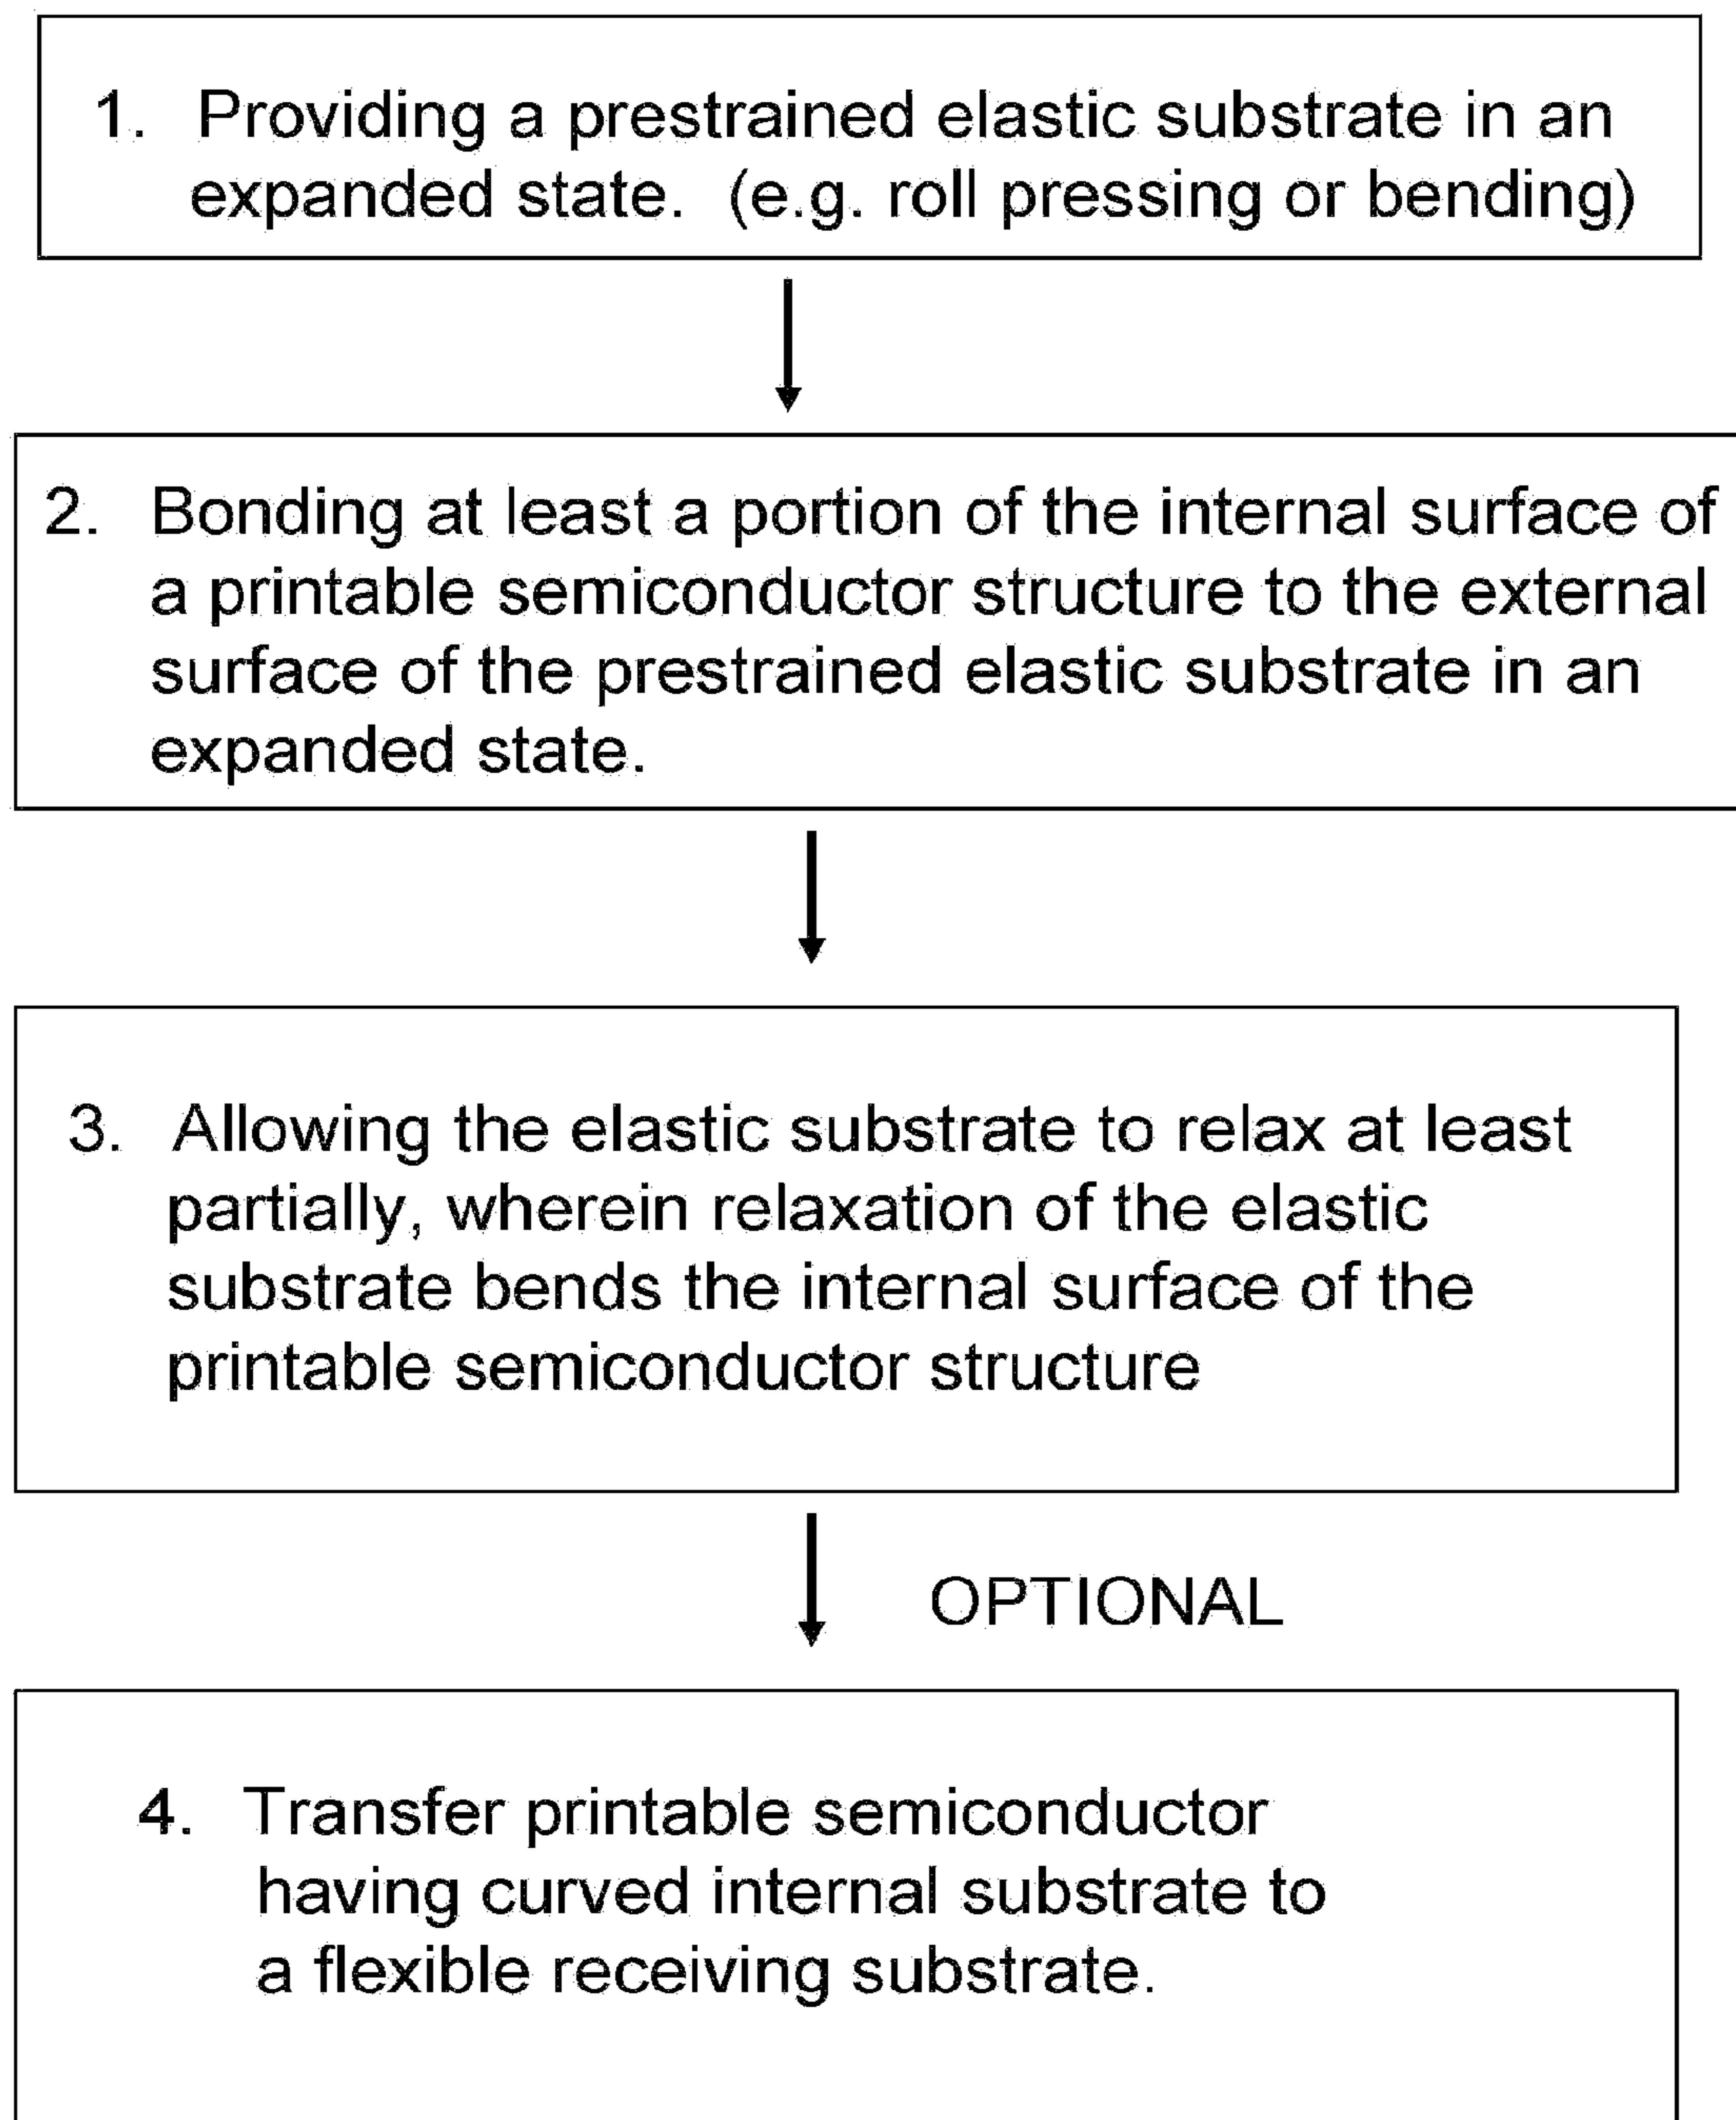 1. Providing a prestrained elastic substrate in an
expanded state. (e.g. roll pressing or bending)
2. Bonding at least a portion of the internal surface of
a printable semiconductor structure to the external
surface of the prestrained elastic substrate in an
expanded state.
3. Allowing the elastic substrate to relax at least
partially, wherein relaxation of the elastic
substrate bends the internal surface of the
printable semiconductor structure
OPTIONAL
4. Transfer printable semiconductor
having curved internal substrate to
a flexible receiving substrate.